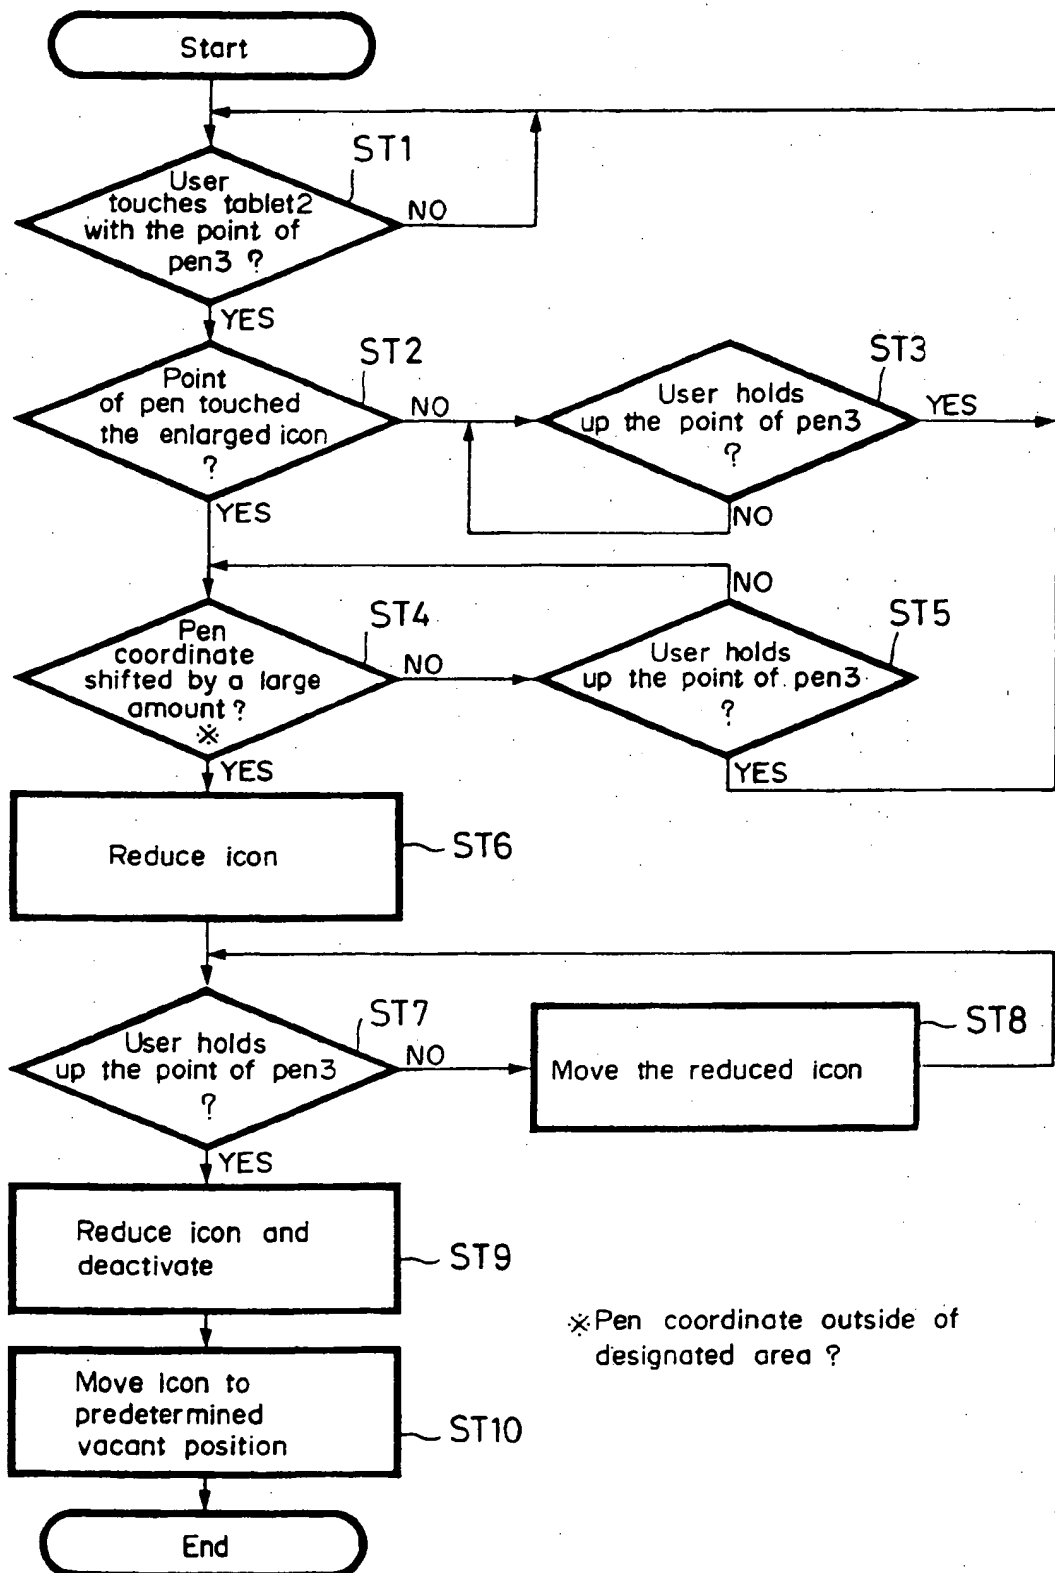 Start
ST1
User
touches tablet2
with the point of
pen3 ?
NO
YES
ST2
Point
of pen touched
the enlarged icon
?
NO
YES
ST3
User holds
up the point of pen3
?
YES
NO
ST4
Pen
coordinate
shifted by a large
amount?
※
NO
YES
NO
ST5
User holds
up the point of pen3
?
YES
Reduce icon
ST6
ST7
User holds
up the point of pen3
?
NO
YES
Move the reduced icon
ST8
Reduce icon and
deactivate
ST9
※Pen coordinate outside of
designated area ?
Move icon to
predetermined
vacant position
ST10
End